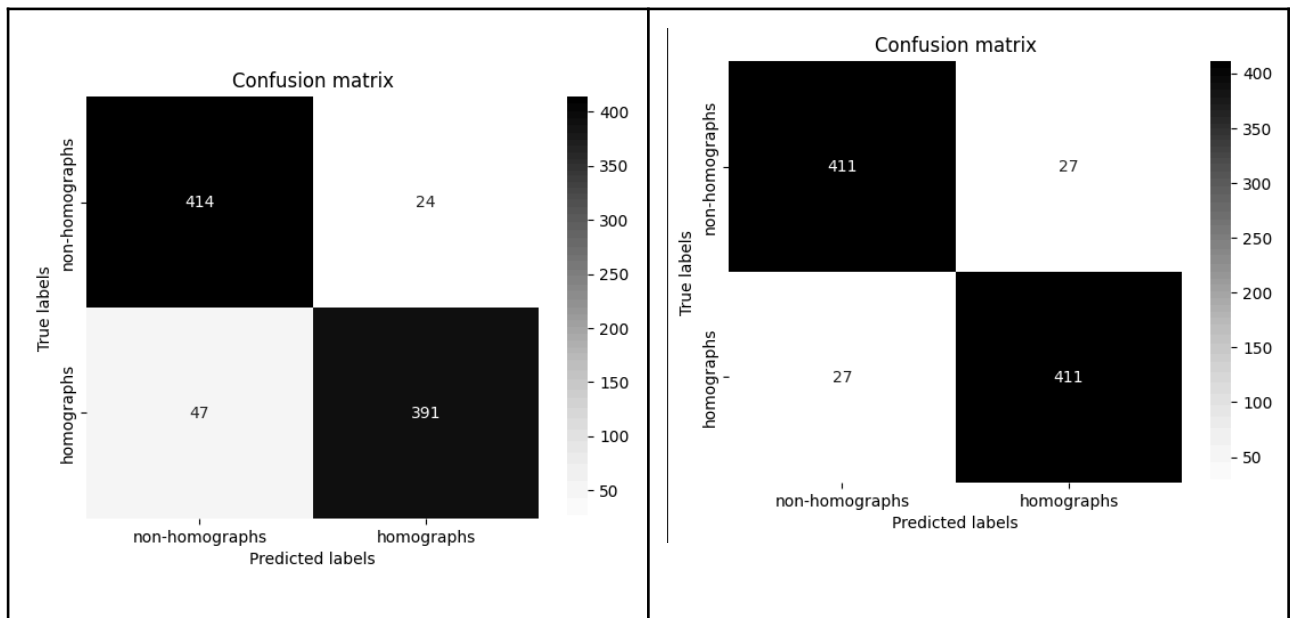 Confusion matrix
True labels
non-homographs
homographs
414
24
47
391
400
350
300
250
200
150
100
50
non-homographs
homographs
Predicted labels
Confusion matrix
True labels
non-homographs
homographs
411
27
27
411
400
350
300
250
200
150
100
50
non-homographs
homographs
Predicted labels